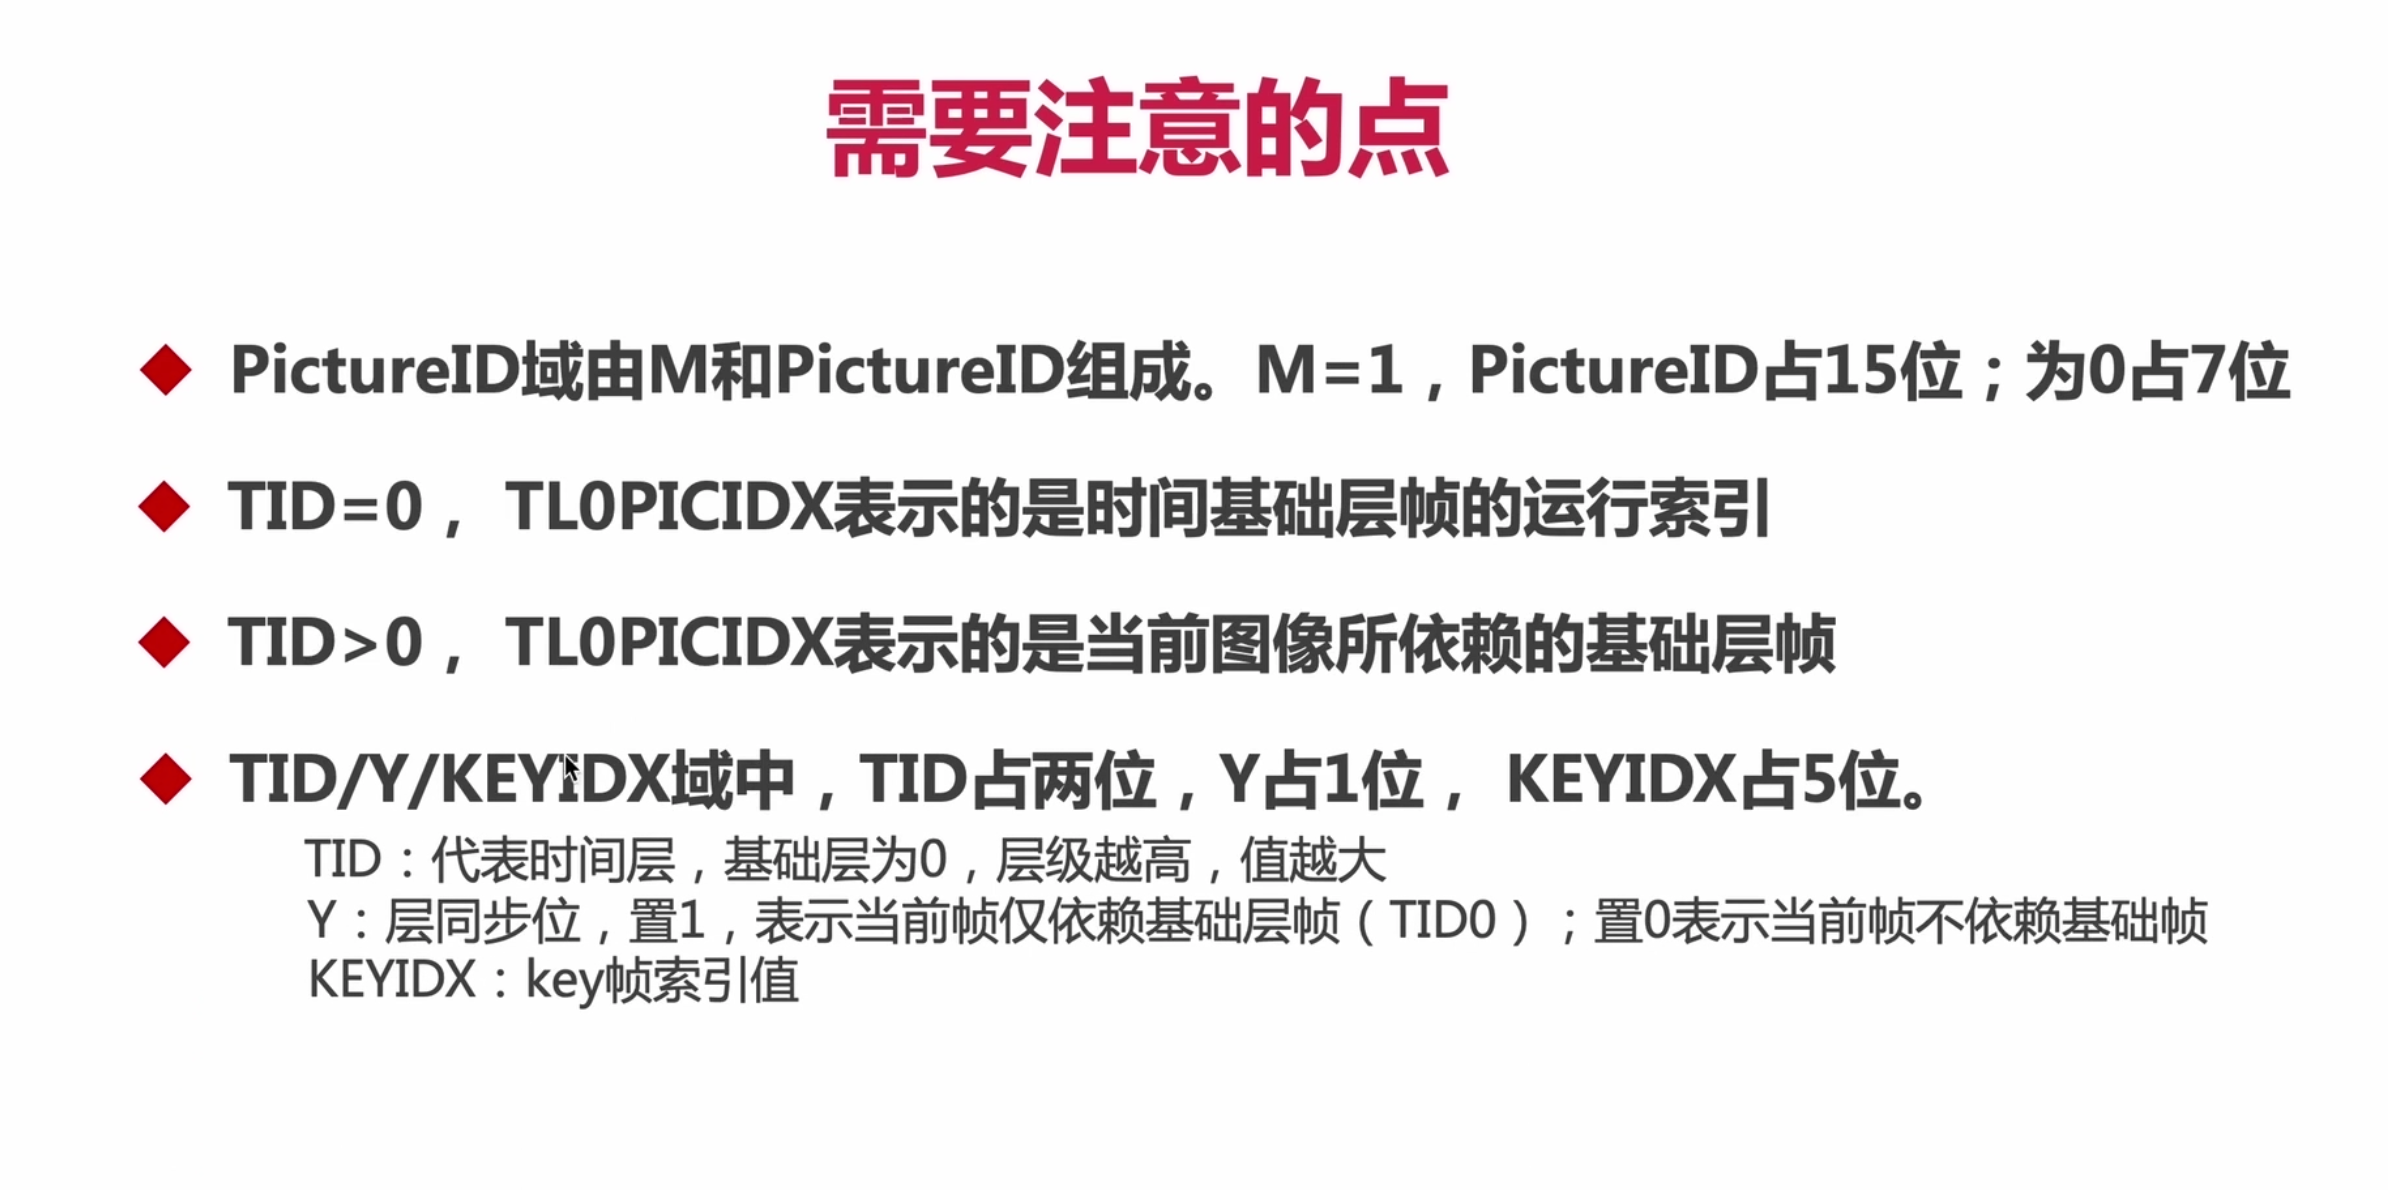 需要注意的点
PictureID域由M和PictureID组成。M=1，PictureID占15位；为0占7位
TID=0， TL0PICIDX表示的是时间基础层帧的运行索引
TID>0， TL0PICIDX表示的是当前图像所依赖的基础层帧
TID/Y/KEYIDX域中，TID占两位，Y占1位， KEYIDX占5位。
TID：代表时间层，基础层为0，层级越高，值越大
Y：层同步位，置1，表示当前帧仅依赖基础层帧（TID0）；置0表示当前帧不依赖基础帧
KEYIDX：key帧索引值